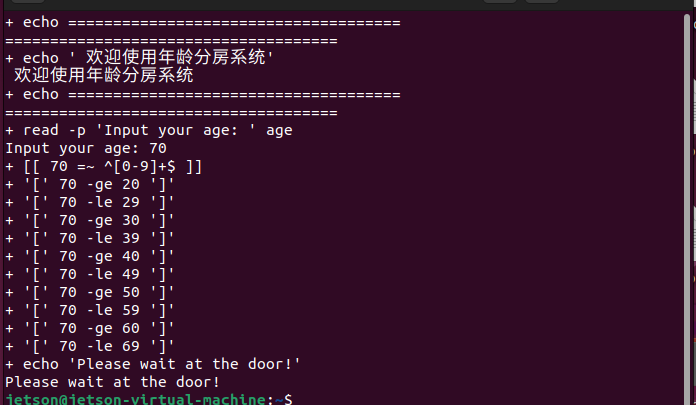 + echo =====================================
=====================================
+ echo ' 欢迎使用年龄分房系统'
 欢迎使用年龄分房系统
+ echo =====================================
=====================================
+ read -p 'Input your age: ' age
Input your age: 70
+ [[ 70 =~ ^[0-9]+$ ]]
+ '[' 70 -ge 20 ']'
+ '[' 70 -le 29 ']'
+ '[' 70 -ge 30 ']'
+ '[' 70 -le 39 ']'
+ '[' 70 -ge 40 ']'
+ '[' 70 -le 49 ']'
+ '[' 70 -ge 50 ']'
+ '[' 70 -le 59 ']'
+ '[' 70 -ge 60 ']'
+ '[' 70 -le 69 ']'
+ echo 'Please wait at the door!'
Please wait at the door!
jetson@jetson-virtual-machine:~$